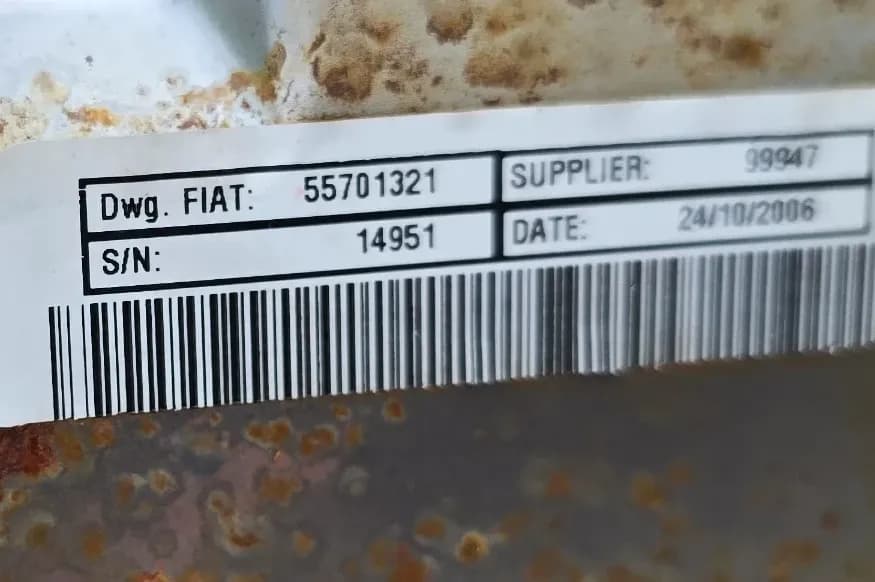 Dwg. FIAT: 55701321 SUPPLIER: 99947
S/N: 14951 DATE: 24/10/2006